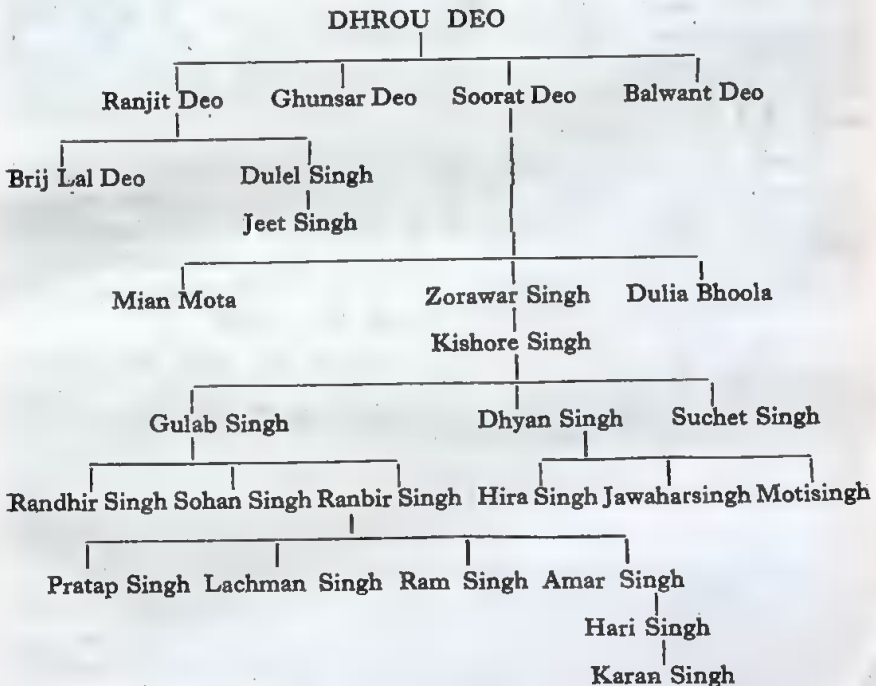 DHROU DEO
Ranjit Deo Ghunsar Deo Soorat Deo Balwant Deo
Brij Lal Deo Dulel Singh
Jeet Singh
Mian Mota Zorawar Singh Dulia Bhoola
Kishore Singh
Gulab Singh Dhyan Singh Suchet Singh
Randhir Singh Sohan Singh Ranbir Singh Hira Singh Jawaharsingh Motisingh
Pratap Singh Lachman Singh Ram Singh Amar Singh
Hari Singh
Karan Singh